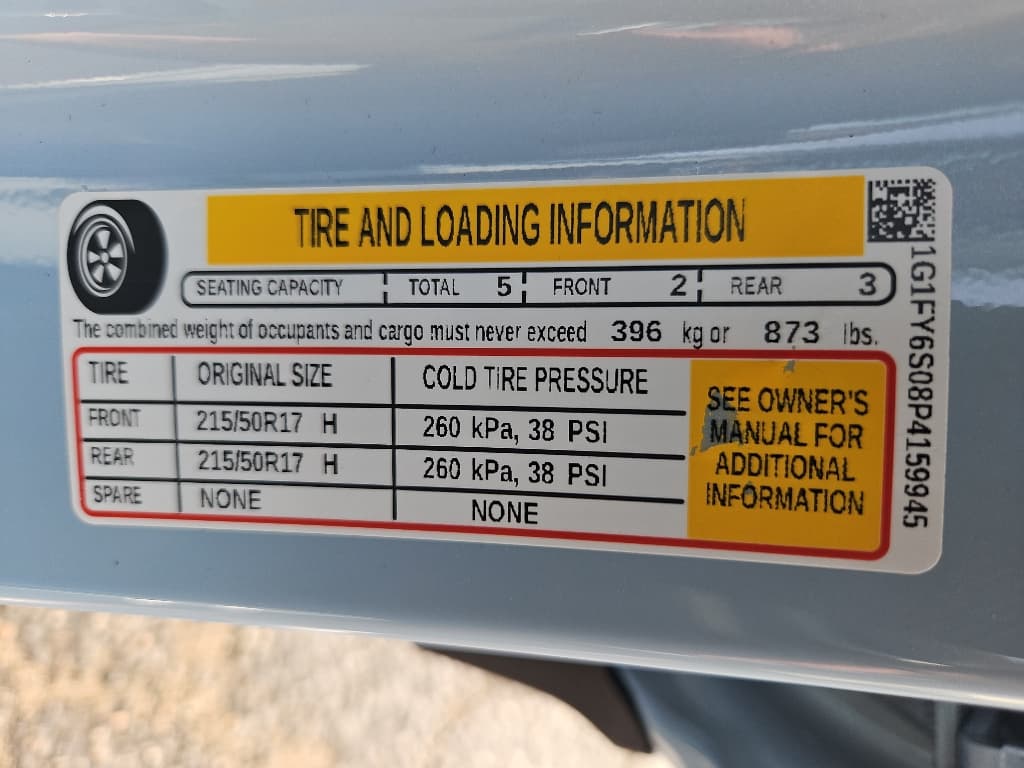 TIRE AND LOADING INFORMATION
SEATING CAPACITY TOTAL 5 FRONT 2 REAR 3
The combined weight of occupants and cargo must never exceed 396 kg or 873 lbs.
TIRE ORIGINAL SIZE COLD TIRE PRESSURE
FRONT 215/50R17 H 260 kPa, 38 PSI
REAR 215/50R17 H 260 kPa, 38 PSI
SPARE NONE NONE
SEE OWNER'S
MANUAL FOR
ADDITIONAL
INFORMATION
1G1FY6S08P4159945